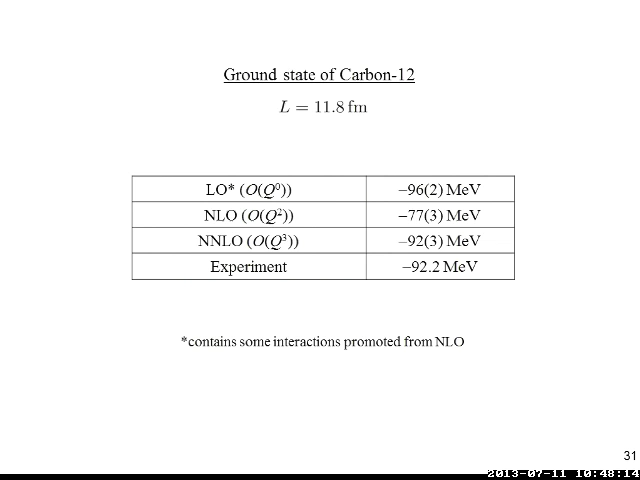 Ground state of Carbon-12
L = 11.8 fm
LO* (O(Q⁰)) −96(2) MeV
NLO (O(Q²)) −77(3) MeV
NNLO (O(Q³)) −92(3) MeV
Experiment −92.2 MeV
*contains some interactions promoted from NLO
31
2013-07-11 10:48:14